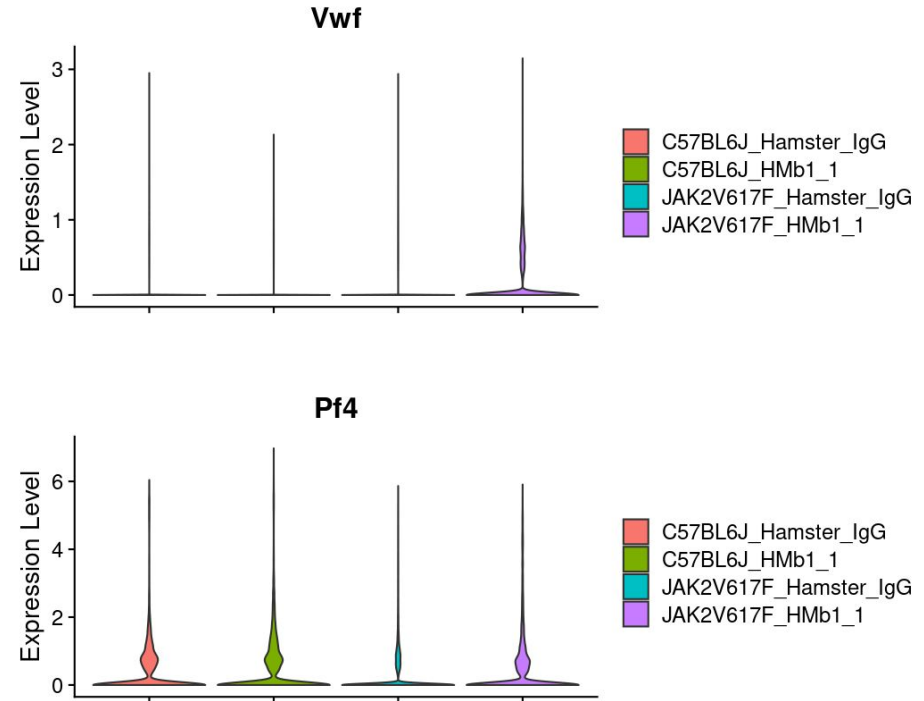 Vwf
Expression Level
3
2
1
0
C57BL6J_Hamster_IgG
C57BL6J_HMb1_1
JAK2V617F_Hamster_IgG
JAK2V617F_HMb1_1
Pf4
Expression Level
6
4
2
0
C57BL6J_Hamster_IgG
C57BL6J_HMb1_1
JAK2V617F_Hamster_IgG
JAK2V617F_HMb1_1